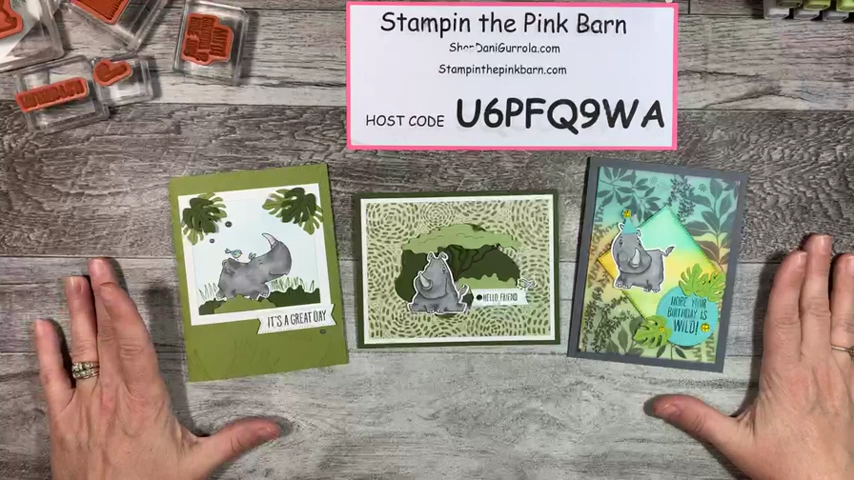 Stampin the Pink Barn
ShopDaniGurrola.com
Stampinthepinkbarn.com
HOST CODE U6PFQ9WA
IT'S A GREAT DAY
HELLO, FRIEND
HOPE YOUR
BIRTHDAY IS
WILD!